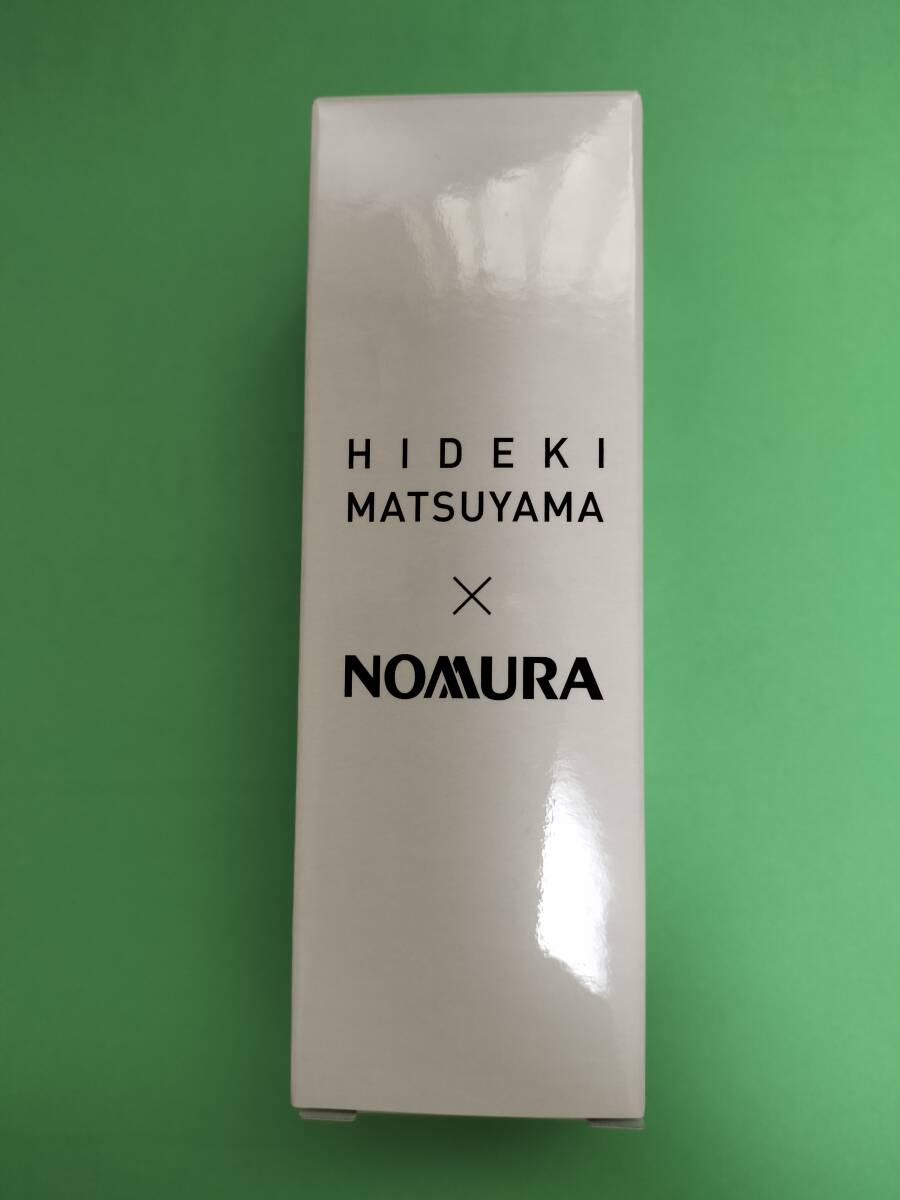 HIDEKI
MATSUYAMA
×
NOMURA